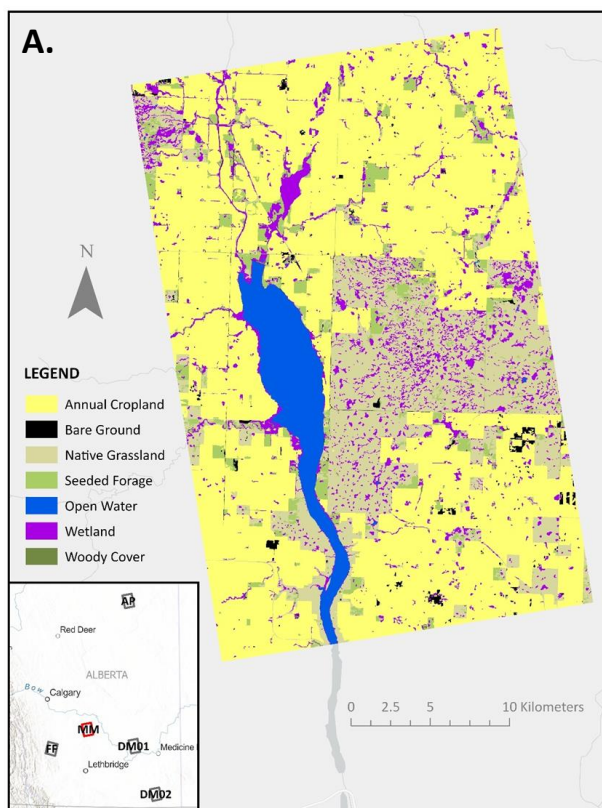 A.
N
LEGEND
Annual Cropland
Bare Ground
Native Grassland
Seeded Forage
Open Water
Wetland
Woody Cover
AP
Red Deer
ALBERTA
Bow
Calgary
MM
FF
DM01
Medicine
Lethbridge
DM02
0 2.5 5 10 Kilometers